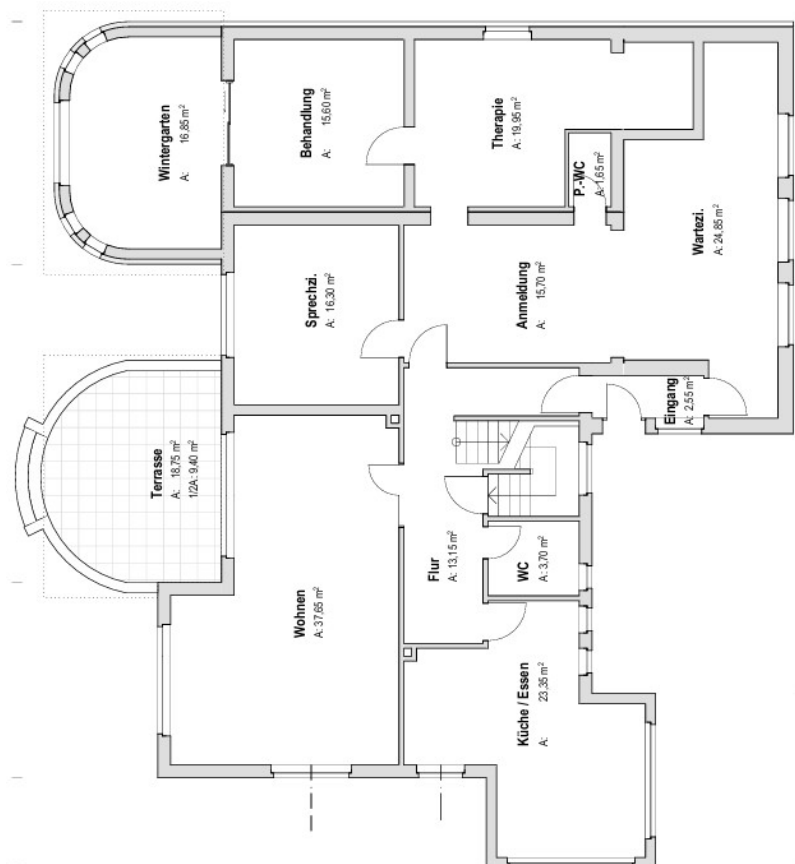 Wintergarten
A: 16,85 m²
Behandlung
A: 15,60 m²
Therapie
A: 19,95 m²
P.-WC
A: 1,65 m²
Wartezi.
A: 24,85 m²
Sprechzi.
A: 16,30 m²
Anmeldung
A: 15,70 m²
Eingang
A: 2,55 m²
Terrasse
A: 18,75 m²
1/2A: 9,40 m²
Wohnen
A: 37,65 m²
Flur
A: 13,15 m²
WC
A: 3,70 m²
Küche / Essen
A: 23,35 m²